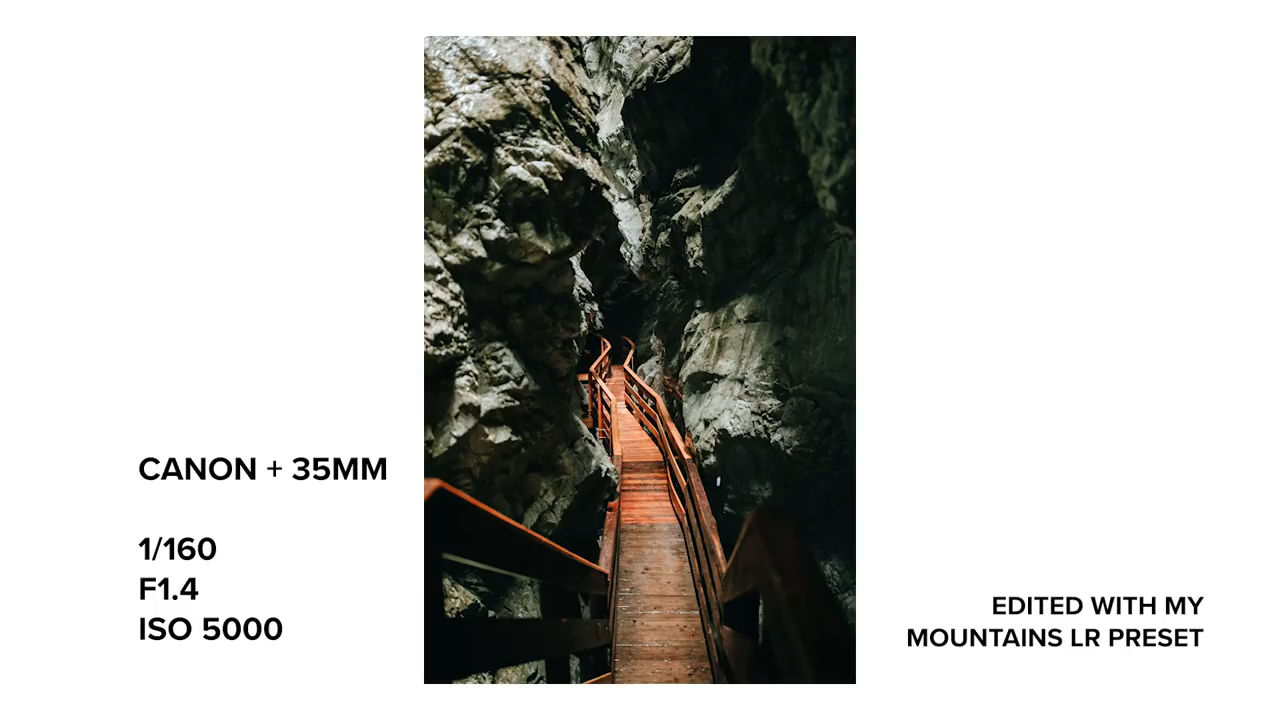 CANON + 35MM
1/160
F1.4
ISO 5000
EDITED WITH MY
MOUNTAINS LR PRESET